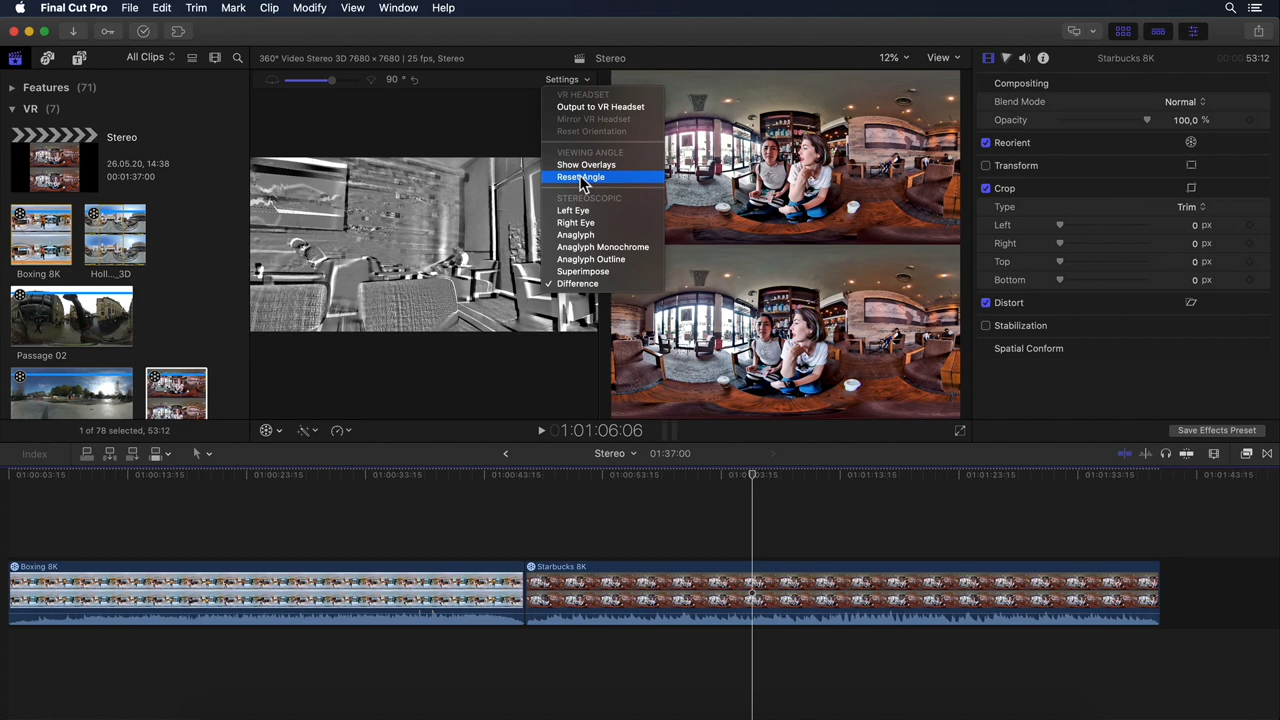 Final Cut Pro File Edit Trim Mark Clip Modify View Window Help
All Clips
360° Video Stereo 3D 7680 × 7680 | 25 fps, Stereo
Stereo
12%
View
Starbucks 8K
00:00:53:12
Features (71)
VR (7)
Stereo
26.05.20, 14:38
00:01:37:00
Boxing 8K
Holl..._3D
Passage 02
1 of 78 selected, 53:12
90 °
Settings
VR HEADSET
Output to VR Headset
Mirror VR Headset
Reset Orientation
VIEWING ANGLE
Show Overlays
Reset Angle
STEREOSCOPIC
Left Eye
Right Eye
Anaglyph
Anaglyph Monochrome
Anaglyph Outline
Superimpose
✓ Difference
01:01:06:06
Compositing
Blend Mode Normal
Opacity 100,0 %
Reorient
Transform
Crop
Type Trim
Left 0 px
Right 0 px
Top 0 px
Bottom 0 px
Distort
Stabilization
Spatial Conform
Save Effects Preset
Index
Stereo
01:37:00
01:00:03:15 01:00:13:15 01:00:23:15 01:00:33:15 01:00:43:15 01:00:53:15 01:01:03:15 01:01:13:15 01:01:23:15 01:01:33:15 01:01:43:15
Boxing 8K
Starbucks 8K